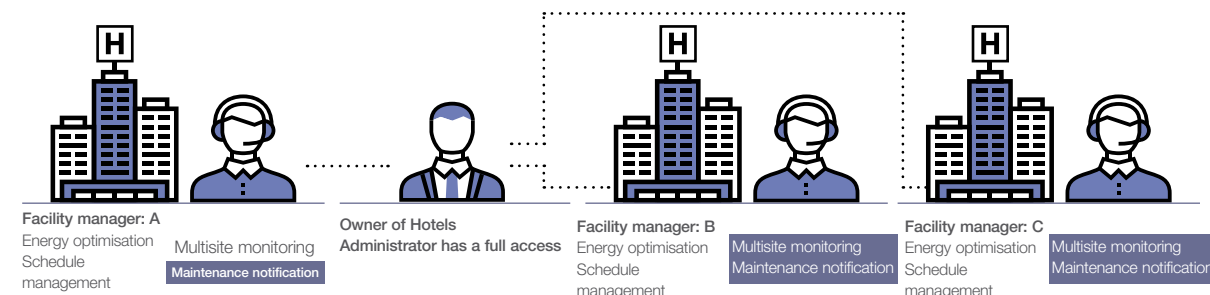 H
H
H
Facility manager: A
Energy optimisation
Schedule
management
Multisite monitoring
Maintenance notification
Owner of Hotels
Administrator has a full access
Facility manager: B
Energy optimisation
Schedule
management
Multisite monitoring
Maintenance notification
Facility manager: C
Energy optimisation
Schedule
management
Multisite monitoring
Maintenance notification